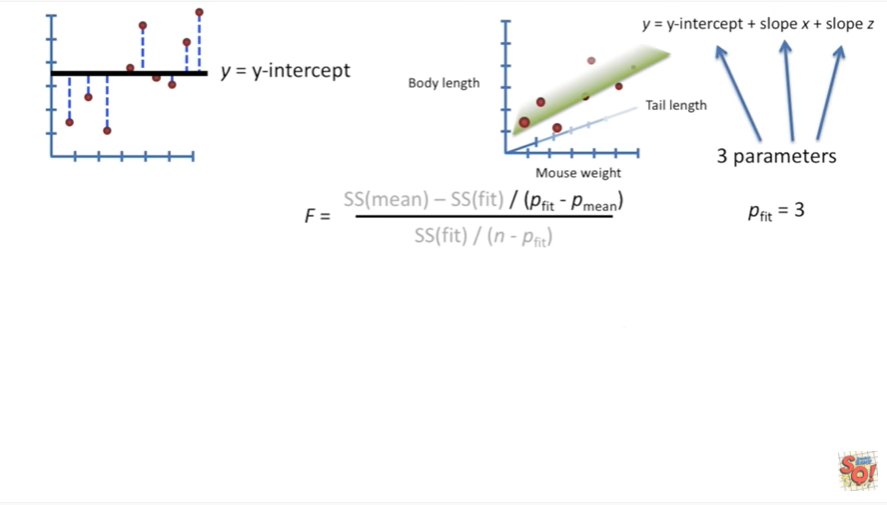 y = y-intercept + slope x + slope z
y = y-intercept
Body length
Tail length
3 parameters
Mouse weight
F = SS(mean) – SS(fit) / (pfit - pmean)
SS(fit) / (n - pfit)
pfit = 3
SQ!